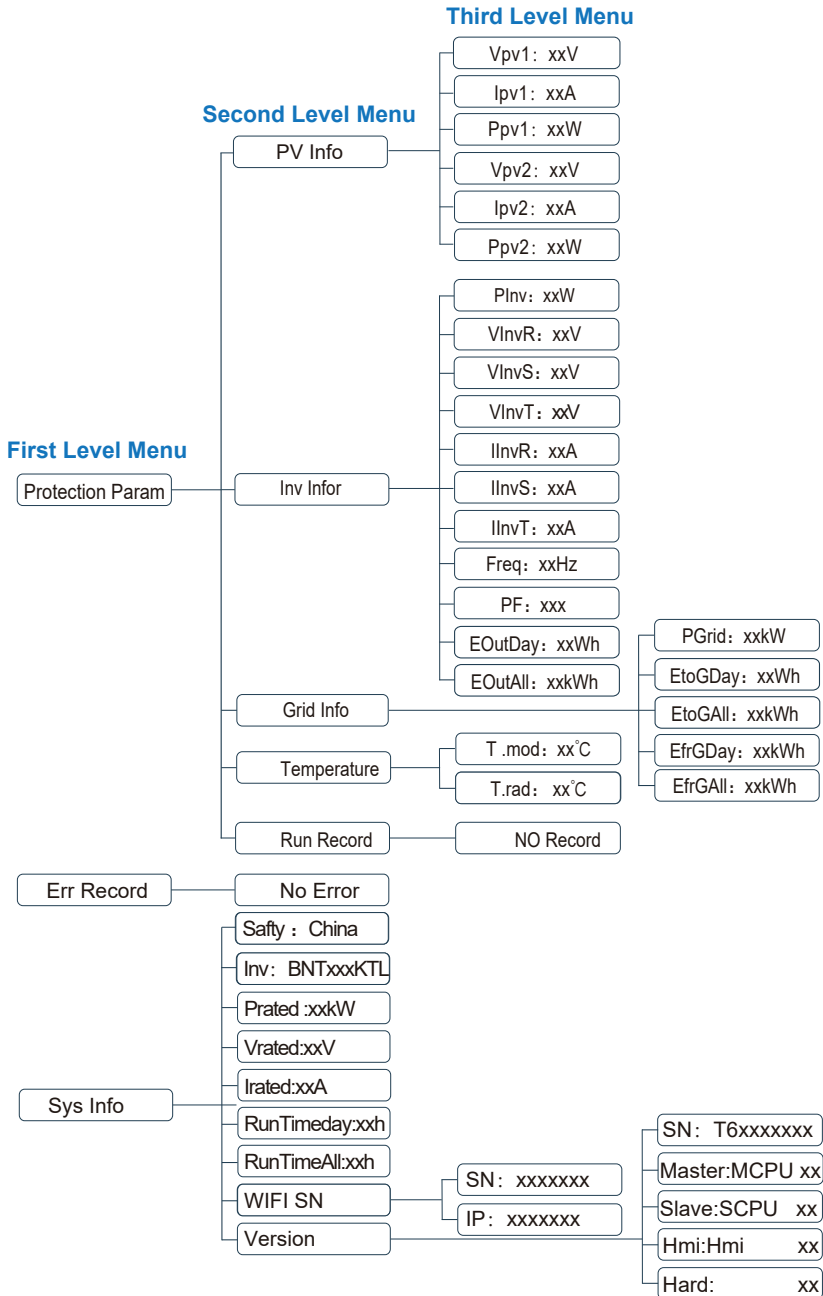 Third Level Menu
Vpv1: xxV
Ipv1: xxA
Second Level Menu
Ppv1: xxW
PV Info
Vpv2: xxV
Ipv2: xxA
Ppv2: xxW
PInv: xxW
VInvR: xxV
VInvS: xxV
VInvT: xxV
First Level Menu
IInvR: xxA
Protection Param
Inv Infor
IInvS: xxA
IInvT: xxA
Freq: xxHz
PF: xxx
EOutDay: xxWh
EOutAll: xxkWh
Grid Info
PGrid: xxkW
EtoGDay: xxWh
EtoGAll: xxkWh
EfrGDay: xxkWh
EfrGAll: xxkWh
Temperature
T .mod: xx℃
T.rad: xx℃
Run Record
NO Record
Err Record
No Error
Sys Info
Safty : China
Inv: BNTxxxKTL
Prated :xxkW
Vrated:xxV
Irated:xxA
RunTimeday:xxh
RunTimeAll:xxh
WIFI SN
SN: xxxxxxx
IP: xxxxxxx
Version
SN: T6xxxxxxx
Master:MCPU xx
Slave:SCPU xx
Hmi:Hmi xx
Hard: xx